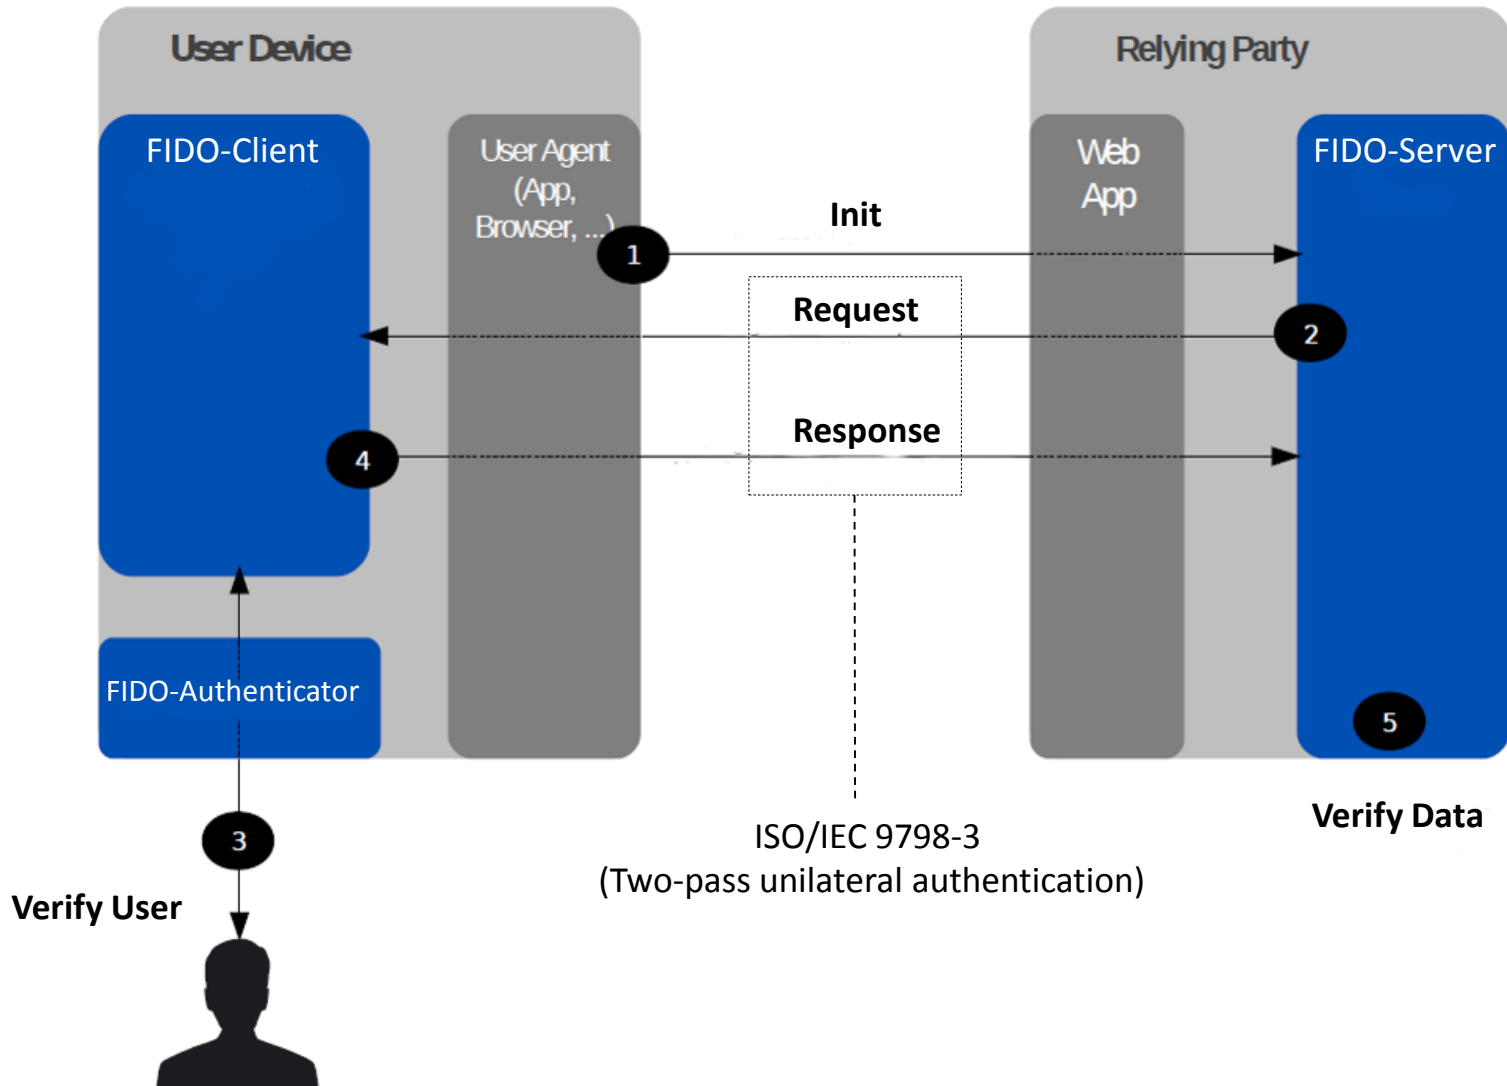 User Device
Relying Party
FIDO-Client
User Agent
(App,
Browser, ...)
Web
App
FIDO-Server
Init
1
Request
2
Response
4
FIDO-Authenticator
5
3
Verify Data
ISO/IEC 9798-3
(Two-pass unilateral authentication)
Verify User